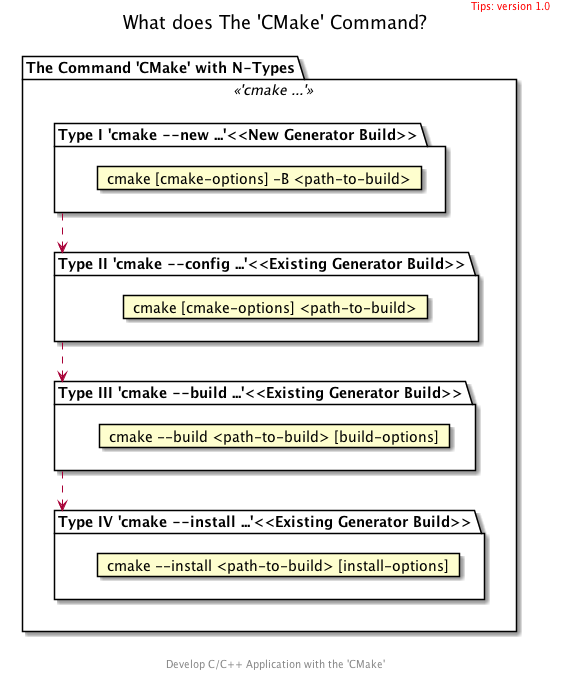 Tips: version 1.0
What does The 'CMake' Command?
The Command 'CMake' with N-Types
«'cmake ...'»
Type I 'cmake --new ...'<<New Generator Build>>
cmake [cmake-options] -B <path-to-build>
Type II 'cmake --config ...'<<Existing Generator Build>>
cmake [cmake-options] <path-to-build>
Type III 'cmake --build ...'<<Existing Generator Build>>
cmake --build <path-to-build> [build-options]
Type IV 'cmake --install ...'<<Existing Generator Build>>
cmake --install <path-to-build> [install-options]
Develop C/C++ Application with the 'CMake'